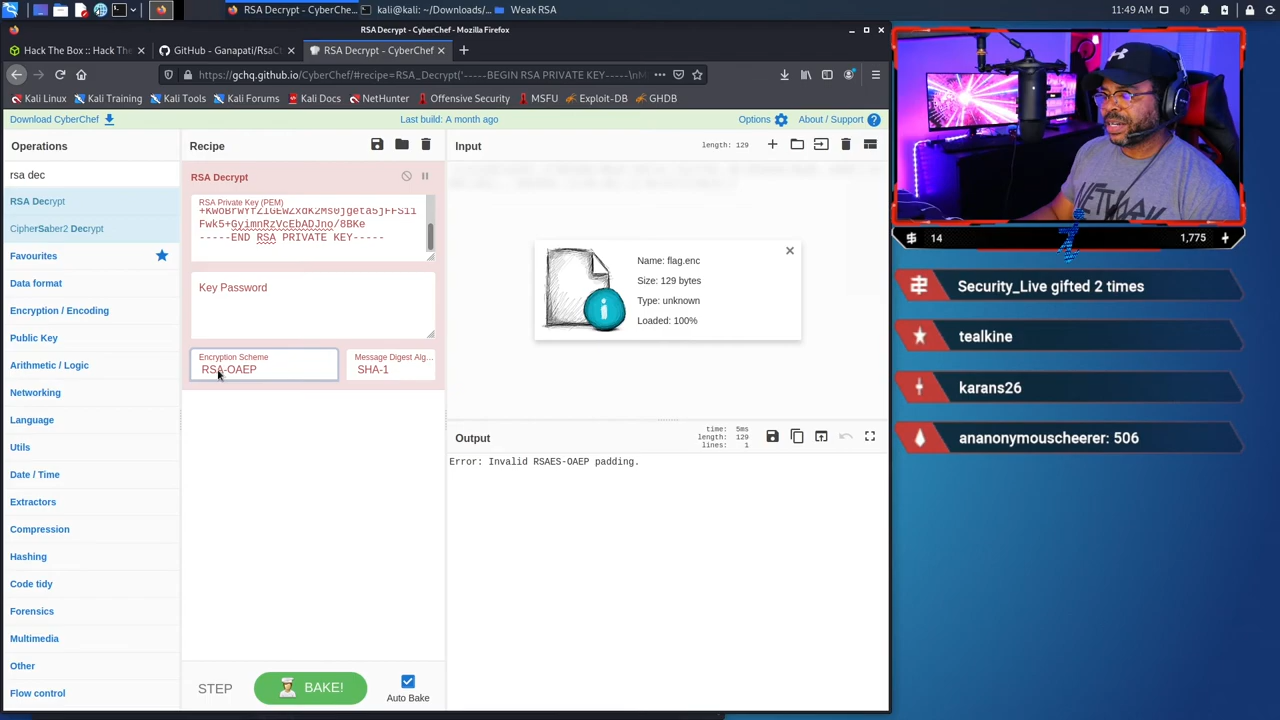 RSA Decrypt - CyberChe...
kali@kali: ~/Downloads/...
Weak RSA
11:49 AM
RSA Decrypt - CyberChef - Mozilla Firefox
Hack The Box :: Hack The
GitHub - Ganapati/RsaC
RSA Decrypt - CyberChef
https://gchq.github.io/CyberChef/#recipe=RSA_Decrypt('-----BEGIN RSA PRIVATE KEY-----\nM
Kali Linux
Kali Training
Kali Tools
Kali Forums
Kali Docs
NetHunter
Offensive Security
MSFU
Exploit-DB
GHDB
Download CyberChef
Last build: A month ago
Options
About / Support
Operations
Recipe
Input
length: 129
rsa dec
RSA Decrypt
CipherSaber2 Decrypt
Favourites
Data format
Encryption / Encoding
Public Key
Arithmetic / Logic
Networking
Language
Utils
Date / Time
Extractors
Compression
Hashing
Code tidy
Forensics
Multimedia
Other
Flow control
RSA Decrypt
RSA Private Key (PEM)
Fwk5+GyimnRzVcEbADJno/8BKe
-----END RSA PRIVATE KEY-----
Key Password
Encryption Scheme
RSA-OAEP
Message Digest Alg...
SHA-1
STEP
BAKE!
Auto Bake
Name: flag.enc
Size: 129 bytes
Type: unknown
Loaded: 100%
Output
time: 5ms
length: 129
lines: 1
Error: Invalid RSAES-OAEP padding.
NETWORK
14
1,775
Security_Live gifted 2 times
tealkine
karans26
ananonymouscheerer: 506